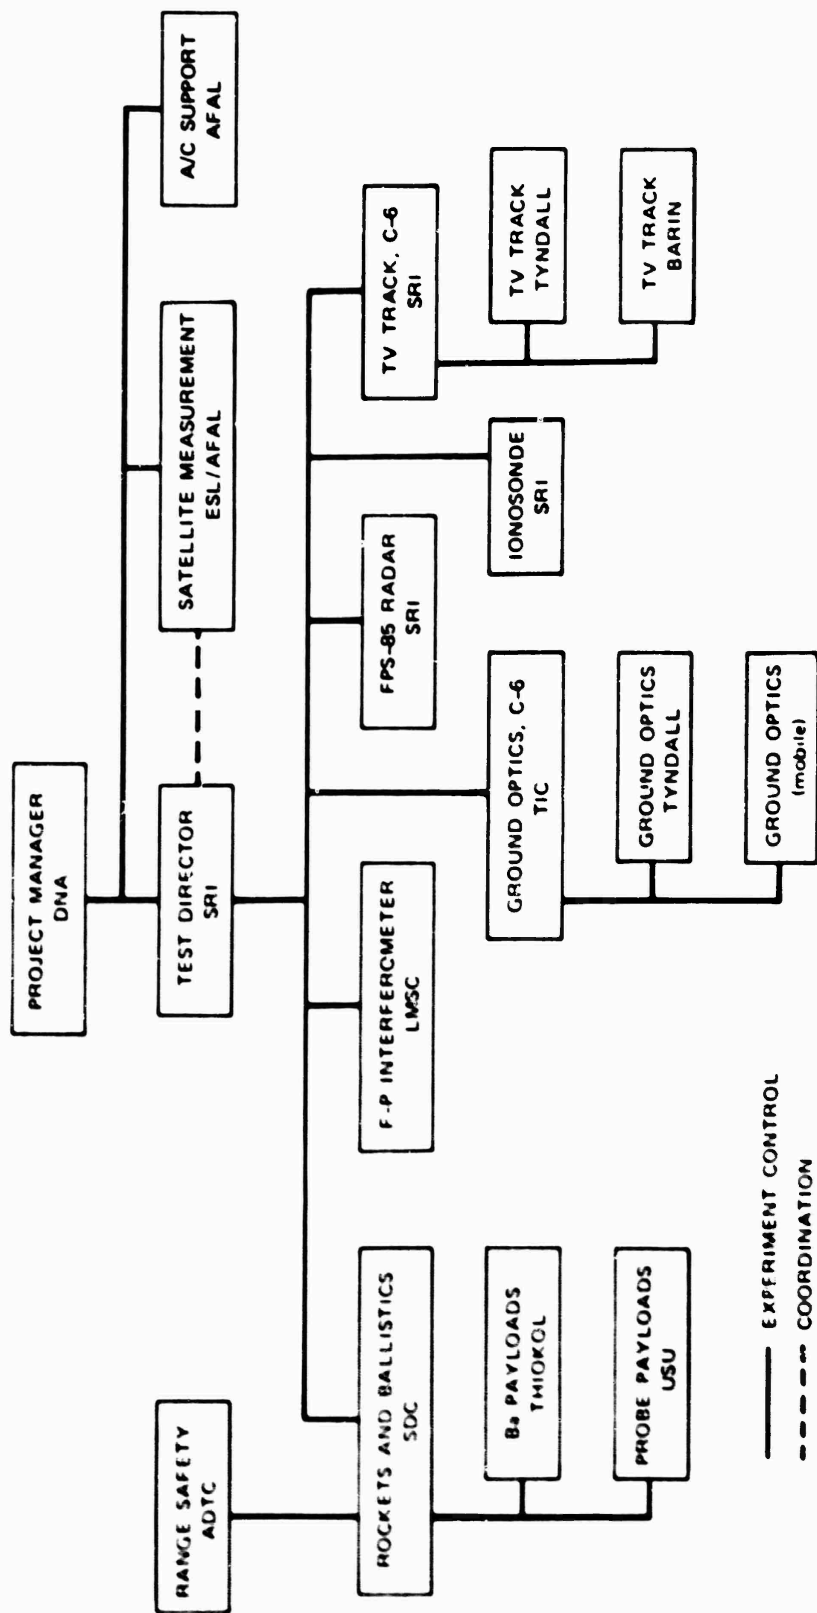 PROJECT MANAGER
DNA
RANGE SAFETY
ADTC
TEST DIRECTOR
SRI
SATELLITE MEASUREMENT
ESL/AFAL
A/C SUPPORT
AFAL
ROCKETS AND BALLISTICS
SDC
F-P INTERFEROMETER
LMSC
FPS-85 RADAR
SRI
TV TRACK, C-6
SRI
Ba PAYLOADS
THIOKOL
GROUND OPTICS, C-6
TIC
IONOSONDE
SRI
TV TRACK
TYNDALL
PROBE PAYLOADS
USU
GROUND OPTICS
TYNDALL
TV TRACK
BARIN
GROUND OPTICS
(mobile)
EXPERIMENT CONTROL
COORDINATION